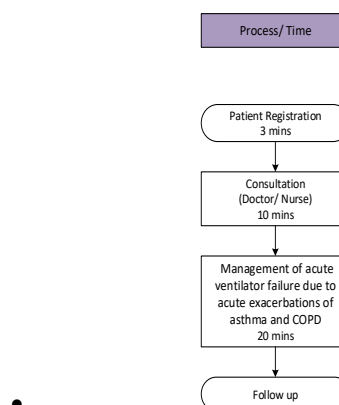 Process/ Time
Patient Registration
3 mins
Consultation
(Doctor/ Nurse)
10 mins
Management of acute
ventilator failure due to
acute exacerbations of
asthma and COPD
20 mins
Follow up